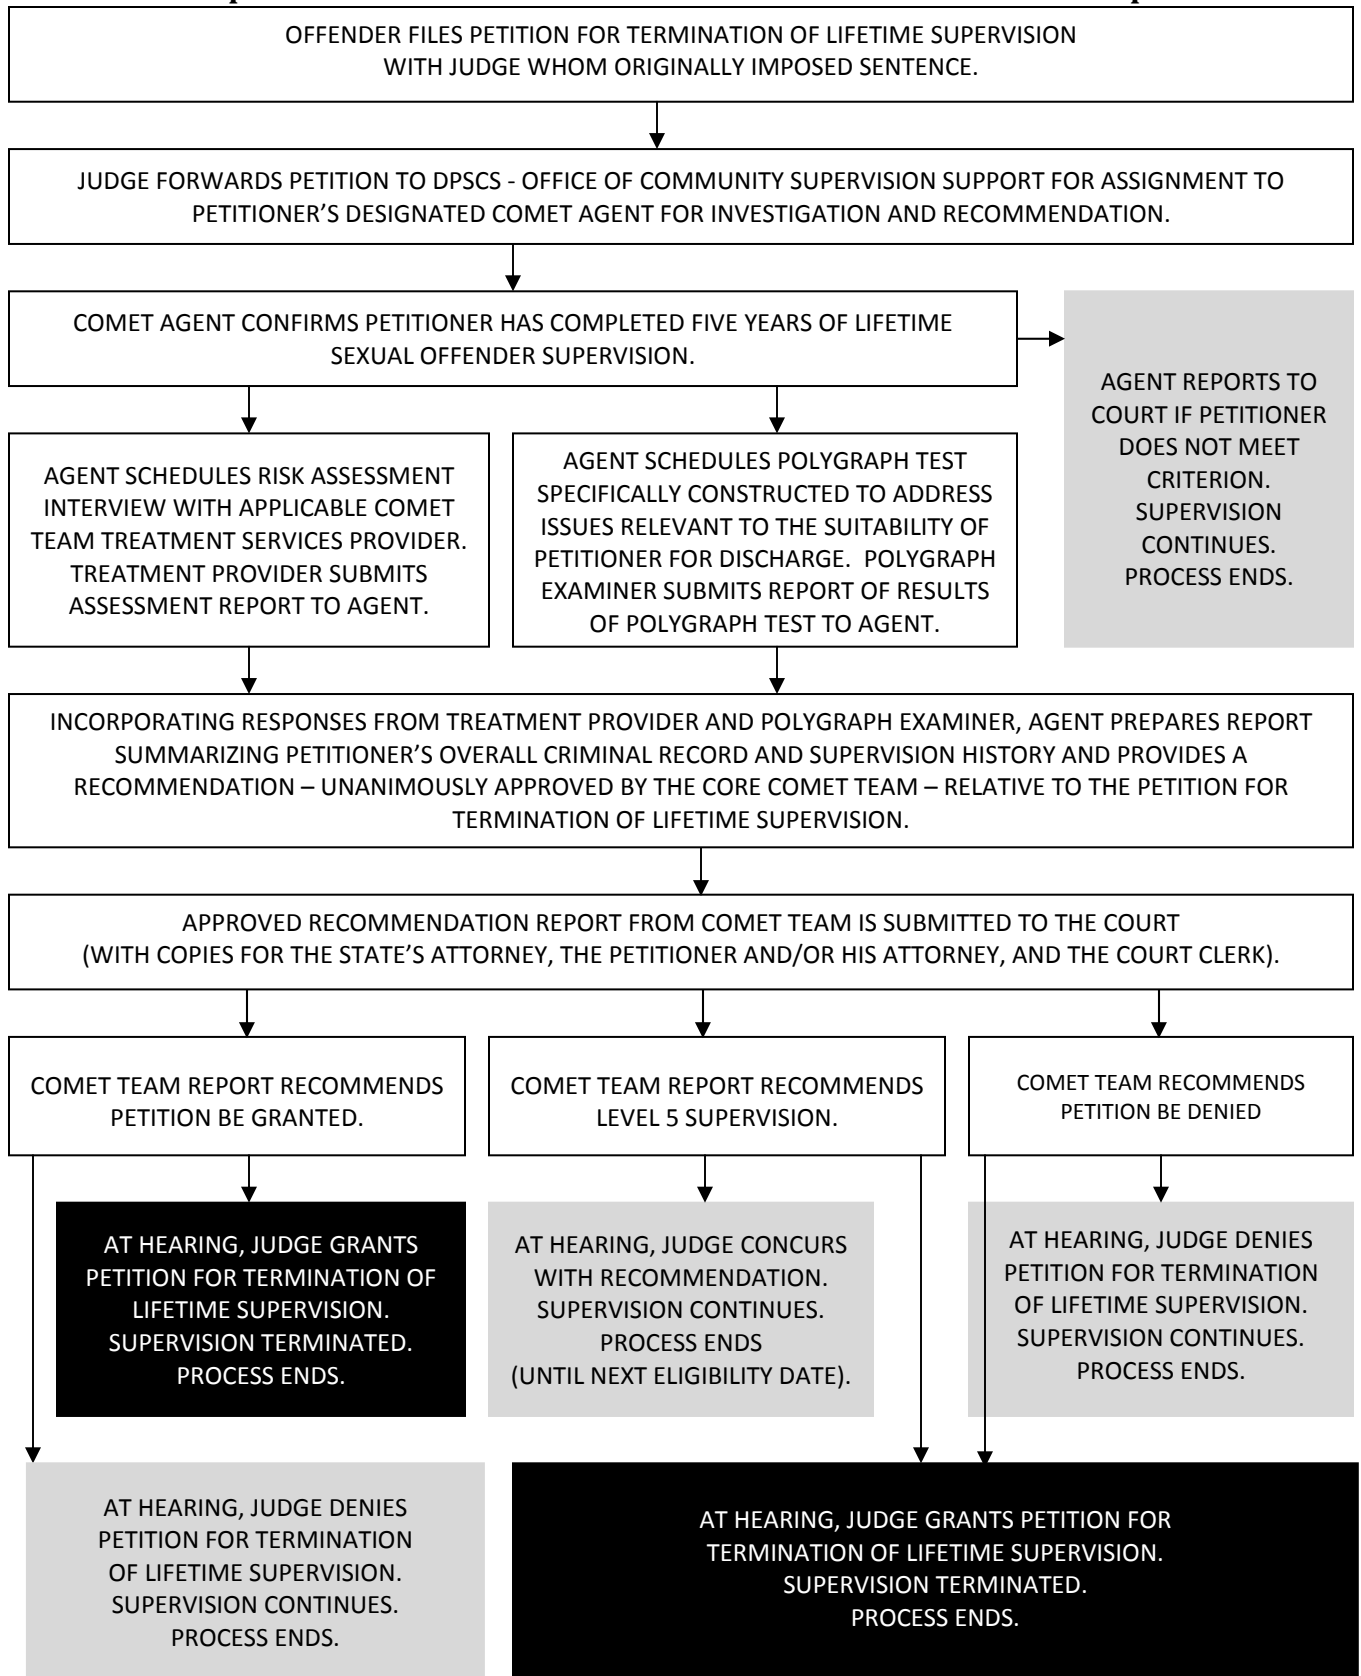 OFFENDER FILES PETITION FOR TERMINATION OF LIFETIME SUPERVISION
WITH JUDGE WHOM ORIGINALLY IMPOSED SENTENCE.
JUDGE FORWARDS PETITION TO DPSCS - OFFICE OF COMMUNITY SUPERVISION SUPPORT FOR ASSIGNMENT TO
PETITIONER’S DESIGNATED COMET AGENT FOR INVESTIGATION AND RECOMMENDATION.
COMET AGENT CONFIRMS PETITIONER HAS COMPLETED FIVE YEARS OF LIFETIME
SEXUAL OFFENDER SUPERVISION.
AGENT REPORTS TO
COURT IF PETITIONER
DOES NOT MEET
CRITERION.
SUPERVISION
CONTINUES.
PROCESS ENDS.
AGENT SCHEDULES RISK ASSESSMENT
INTERVIEW WITH APPLICABLE COMET
TEAM TREATMENT SERVICES PROVIDER.
TREATMENT PROVIDER SUBMITS
ASSESSMENT REPORT TO AGENT.
AGENT SCHEDULES POLYGRAPH TEST
SPECIFICALLY CONSTRUCTED TO ADDRESS
ISSUES RELEVANT TO THE SUITABILITY OF
PETITIONER FOR DISCHARGE.  POLYGRAPH
EXAMINER SUBMITS REPORT OF RESULTS
OF POLYGRAPH TEST TO AGENT.
INCORPORATING RESPONSES FROM TREATMENT PROVIDER AND POLYGRAPH EXAMINER, AGENT PREPARES REPORT
SUMMARIZING PETITIONER’S OVERALL CRIMINAL RECORD AND SUPERVISION HISTORY AND PROVIDES A
RECOMMENDATION – UNANIMOUSLY APPROVED BY THE CORE COMET TEAM – RELATIVE TO THE PETITION FOR
TERMINATION OF LIFETIME SUPERVISION.
APPROVED RECOMMENDATION REPORT FROM COMET TEAM IS SUBMITTED TO THE COURT
(WITH COPIES FOR THE STATE’S ATTORNEY, THE PETITIONER AND/OR HIS ATTORNEY, AND THE COURT CLERK).
COMET TEAM REPORT RECOMMENDS
PETITION BE GRANTED.
COMET TEAM REPORT RECOMMENDS
LEVEL 5 SUPERVISION.
COMET TEAM RECOMMENDS
PETITION BE DENIED
AT HEARING, JUDGE GRANTS
PETITION FOR TERMINATION OF
LIFETIME SUPERVISION.
SUPERVISION TERMINATED.
PROCESS ENDS.
AT HEARING, JUDGE CONCURS
WITH RECOMMENDATION.
SUPERVISION CONTINUES.
PROCESS ENDS
(UNTIL NEXT ELIGIBILITY DATE).
AT HEARING, JUDGE DENIES
PETITION FOR TERMINATION
OF LIFETIME SUPERVISION.
SUPERVISION CONTINUES.
PROCESS ENDS.
AT HEARING, JUDGE DENIES
PETITION FOR TERMINATION
OF LIFETIME SUPERVISION.
SUPERVISION CONTINUES.
PROCESS ENDS.
AT HEARING, JUDGE GRANTS PETITION FOR
TERMINATION OF LIFETIME SUPERVISION.
SUPERVISION TERMINATED.
PROCESS ENDS.